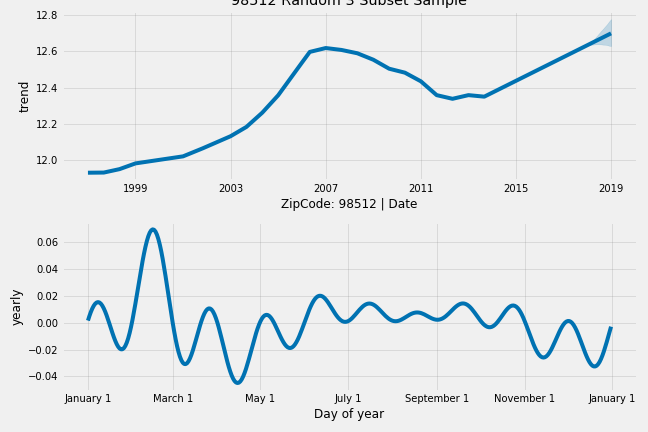 98512 Random 3 Subset Sample
12.8
12.6
12.4
12.2
12.0
trend
1999 2003 2007 2011 2015 2019
ZipCode: 98512 | Date
0.06
0.04
0.02
0.00
−0.02
−0.04
yearly
January 1 March 1 May 1 July 1 September 1 November 1 January 1
Day of year